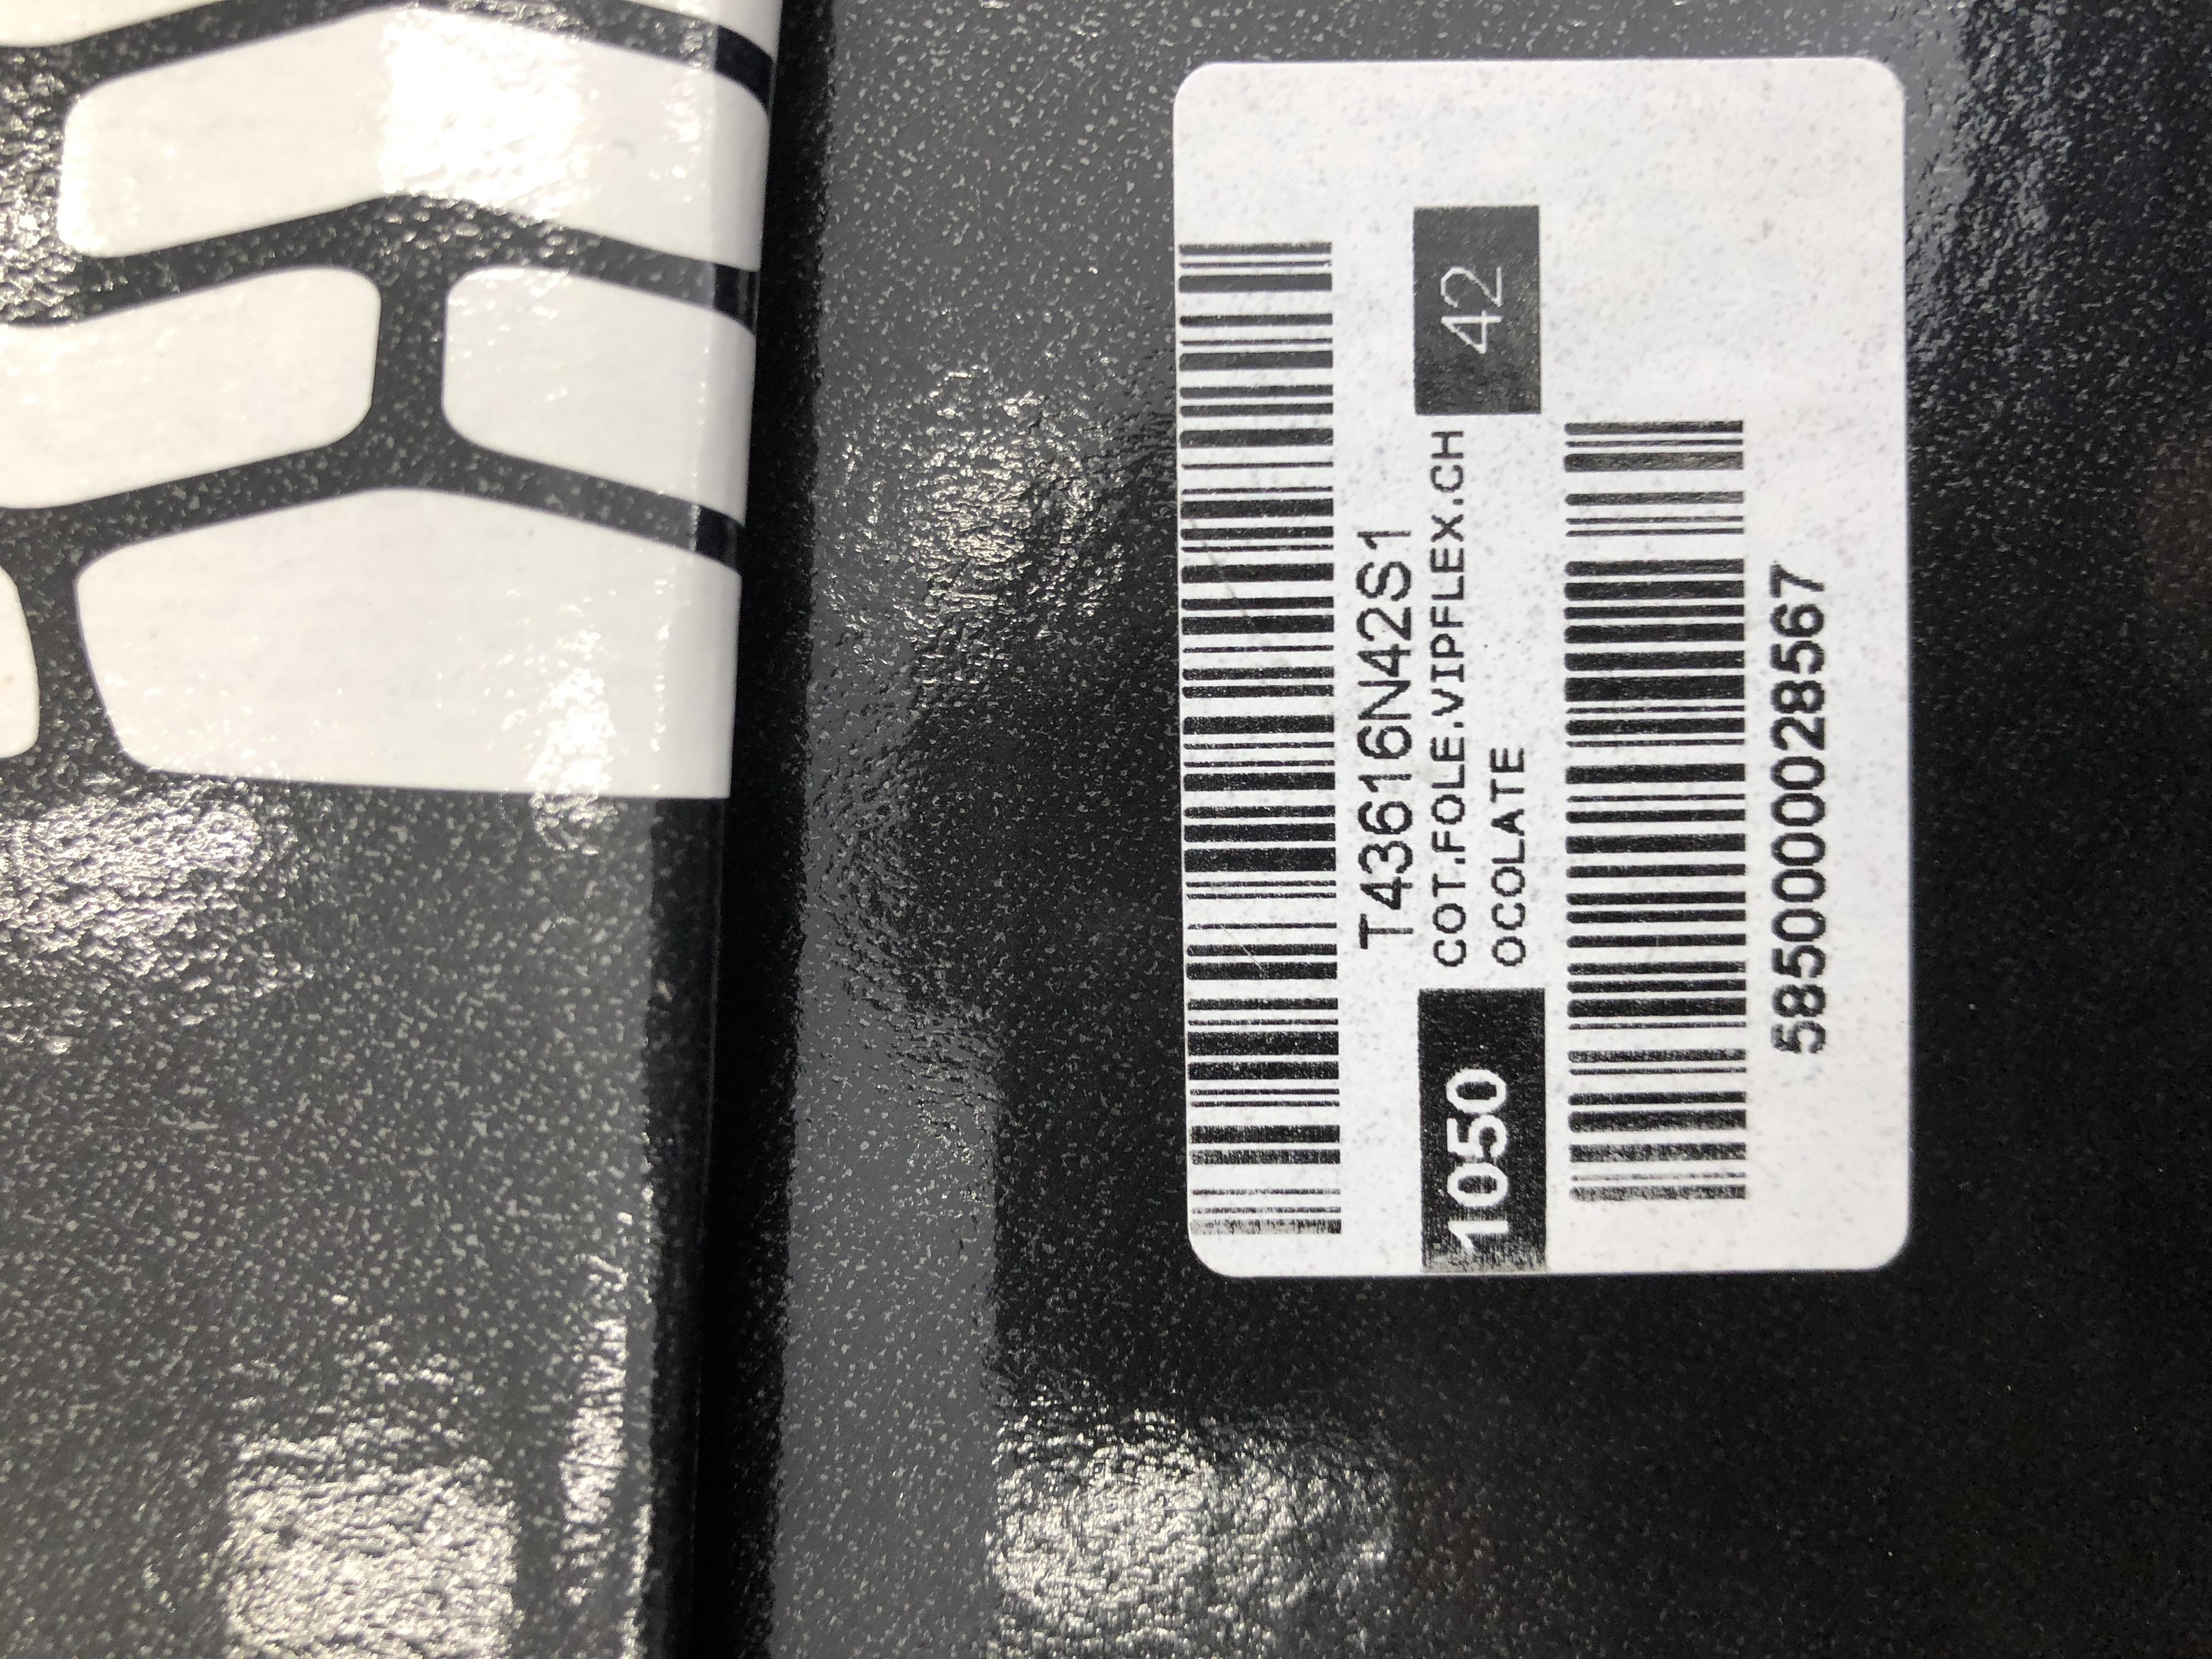 T43616N42S1
1050 COT.FOLE.VIPFLEX.CH 42
OCOLATE
5850000028567